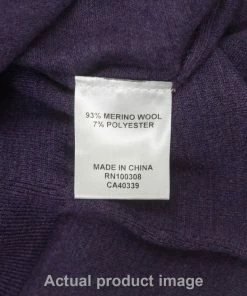 93% MERINO WOOL
7% POLYESTER
MADE IN CHINA
RN100308
CA40339
Actual product image